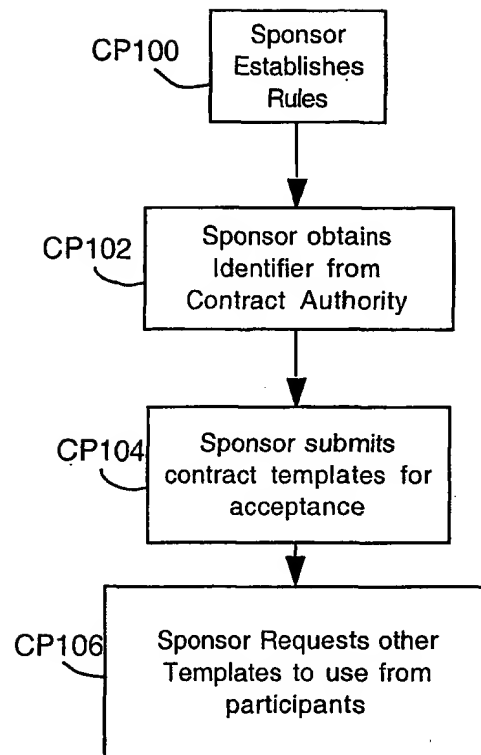 CP100
Sponsor
Establishes
Rules
CP102
Sponsor obtains
Identifier from
Contract Authority
CP104
Sponsor submits
contract templates for
acceptance
CP106
Sponsor Requests other
Templates to use from
participants